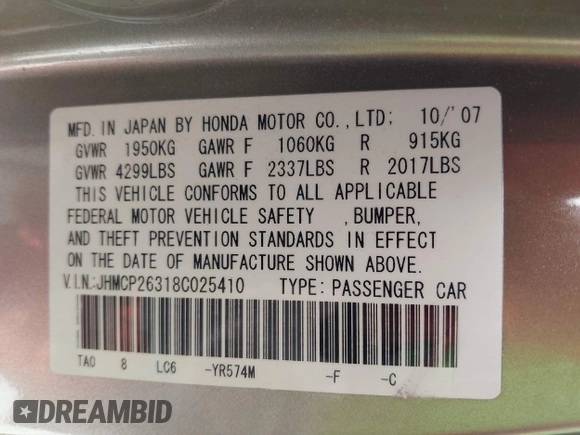 MFD. IN JAPAN BY HONDA MOTOR CO., LTD; 10/'07
GVWR 1950KG GAWR F 1060KG R 915KG
GVWR 4299LBS GAWR F 2337LBS R 2017LBS
THIS VEHICLE CONFORMS TO ALL APPLICABLE
FEDERAL MOTOR VEHICLE SAFETY ,BUMPER,
AND THEFT PREVENTION STANDARDS IN EFFECT
ON THE DATE OF MANUFACTURE SHOWN ABOVE.
V.I.N.:JHMCP26318C025410 TYPE: PASSENGER CAR
TA0 8 LC6 -YR574M -F -C
DREAMBID